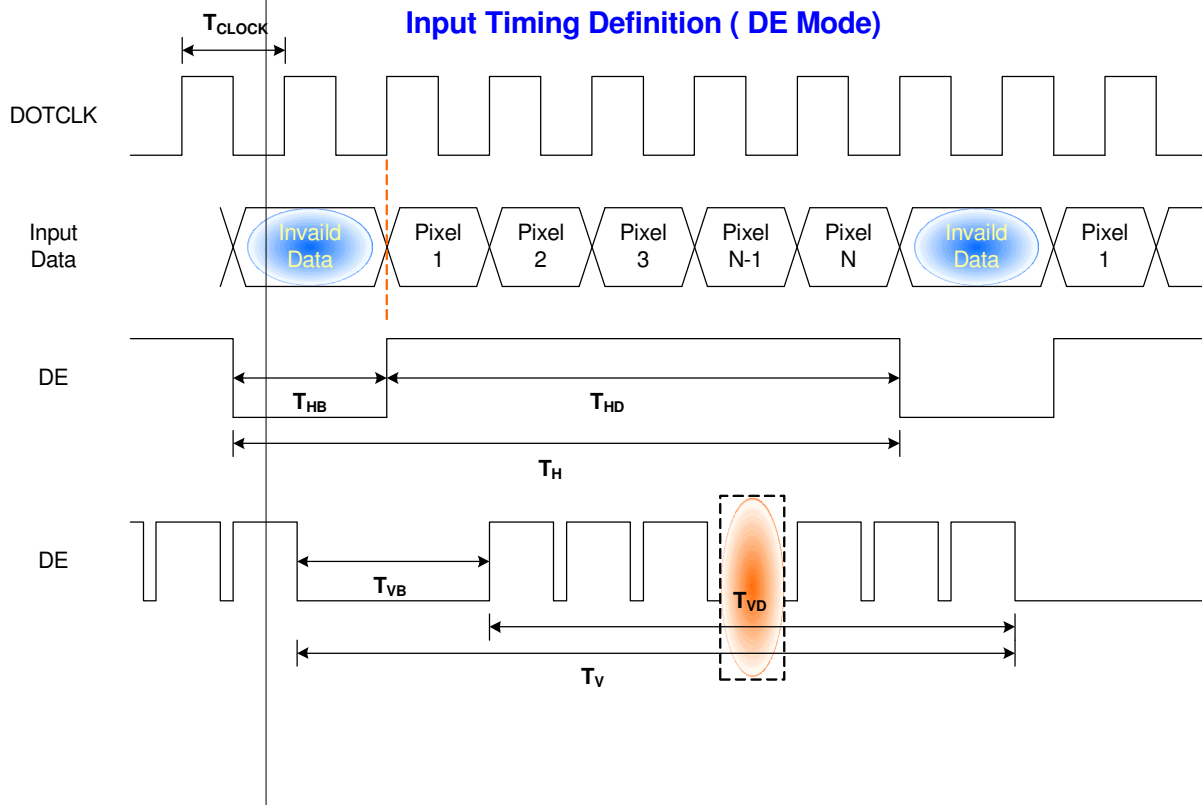 Input Timing Definition ( DE Mode)
TCLOCK
DOTCLK
Input
Data
Invaild
Data
Pixel
1
Pixel
2
Pixel
3
Pixel
N-1
Pixel
N
Invaild
Data
Pixel
1
DE
THB
THD
TH
DE
TVB
TVD
TV